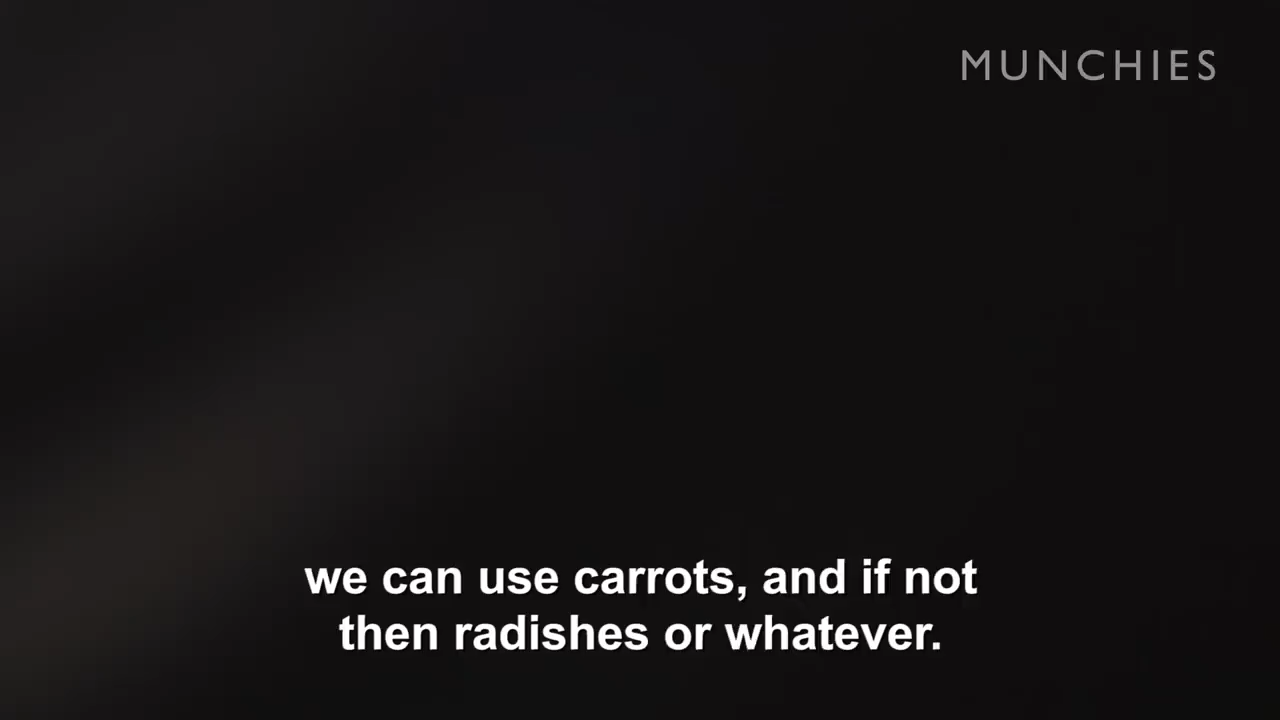 MUNCHIES
we can use carrots, and if not
then radishes or whatever.